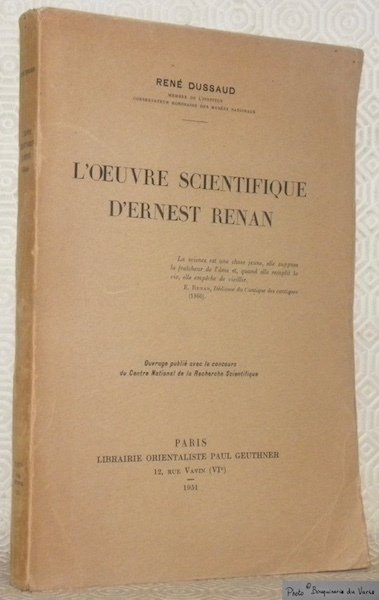 RENÉ DUSSAUD
MEMBRE DE L'INSTITUT
CONSERVATEUR HONORAIRE DES MUSÉES NATIONAUX
L'ŒUVRE SCIENTIFIQUE
D'ERNEST RENAN
La science est une chose jeune, elle suppose
la fraîcheur de l'âme et, quand elle remplit la
vie, elle empêche de vieillir.
E. RENAN, Dédicace du Cantique des cantiques
(1860).
Ouvrage publié avec le concours
du Centre National de la Recherche Scientifique
PARIS
LIBRAIRIE ORIENTALISTE PAUL GEUTHNER
12, RUE VAVIN (VIe)
1951
Photo © Bouquinerie du Varis